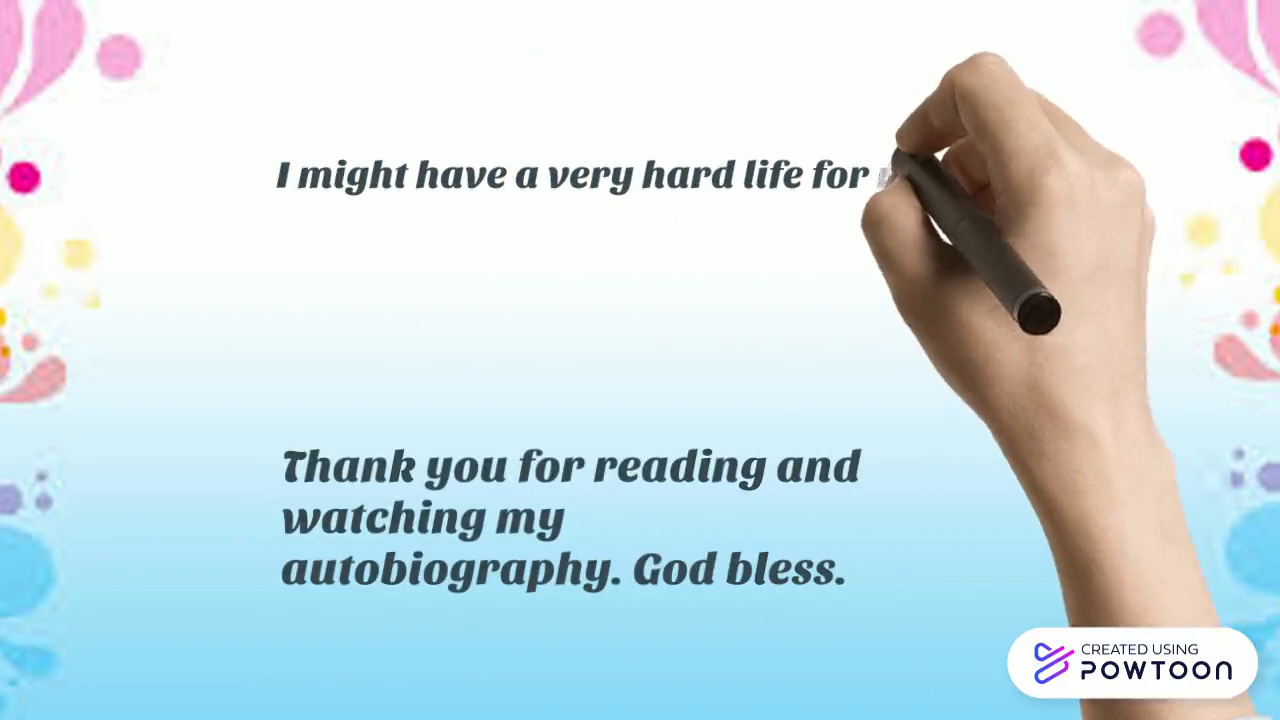 I might have a very hard life for
Thank you for reading and
watching my
autobiography. God bless.
CREATED USING
POWTOON